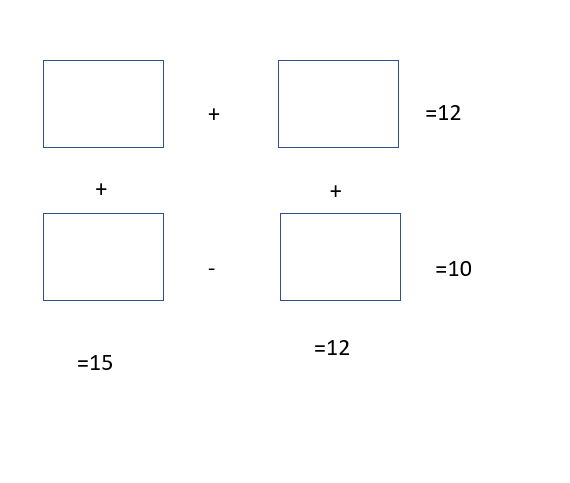 + =12
+ +
- =10
=15 =12